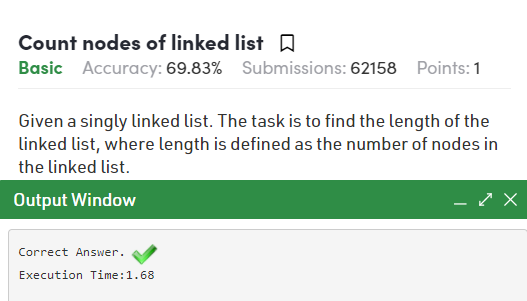 Count nodes of linked list
Basic Accuracy: 69.83% Submissions: 62158 Points: 1
Given a singly linked list. The task is to find the length of the
linked list, where length is defined as the number of nodes in
the linked list.
Output Window
Correct Answer.
Execution Time:1.68